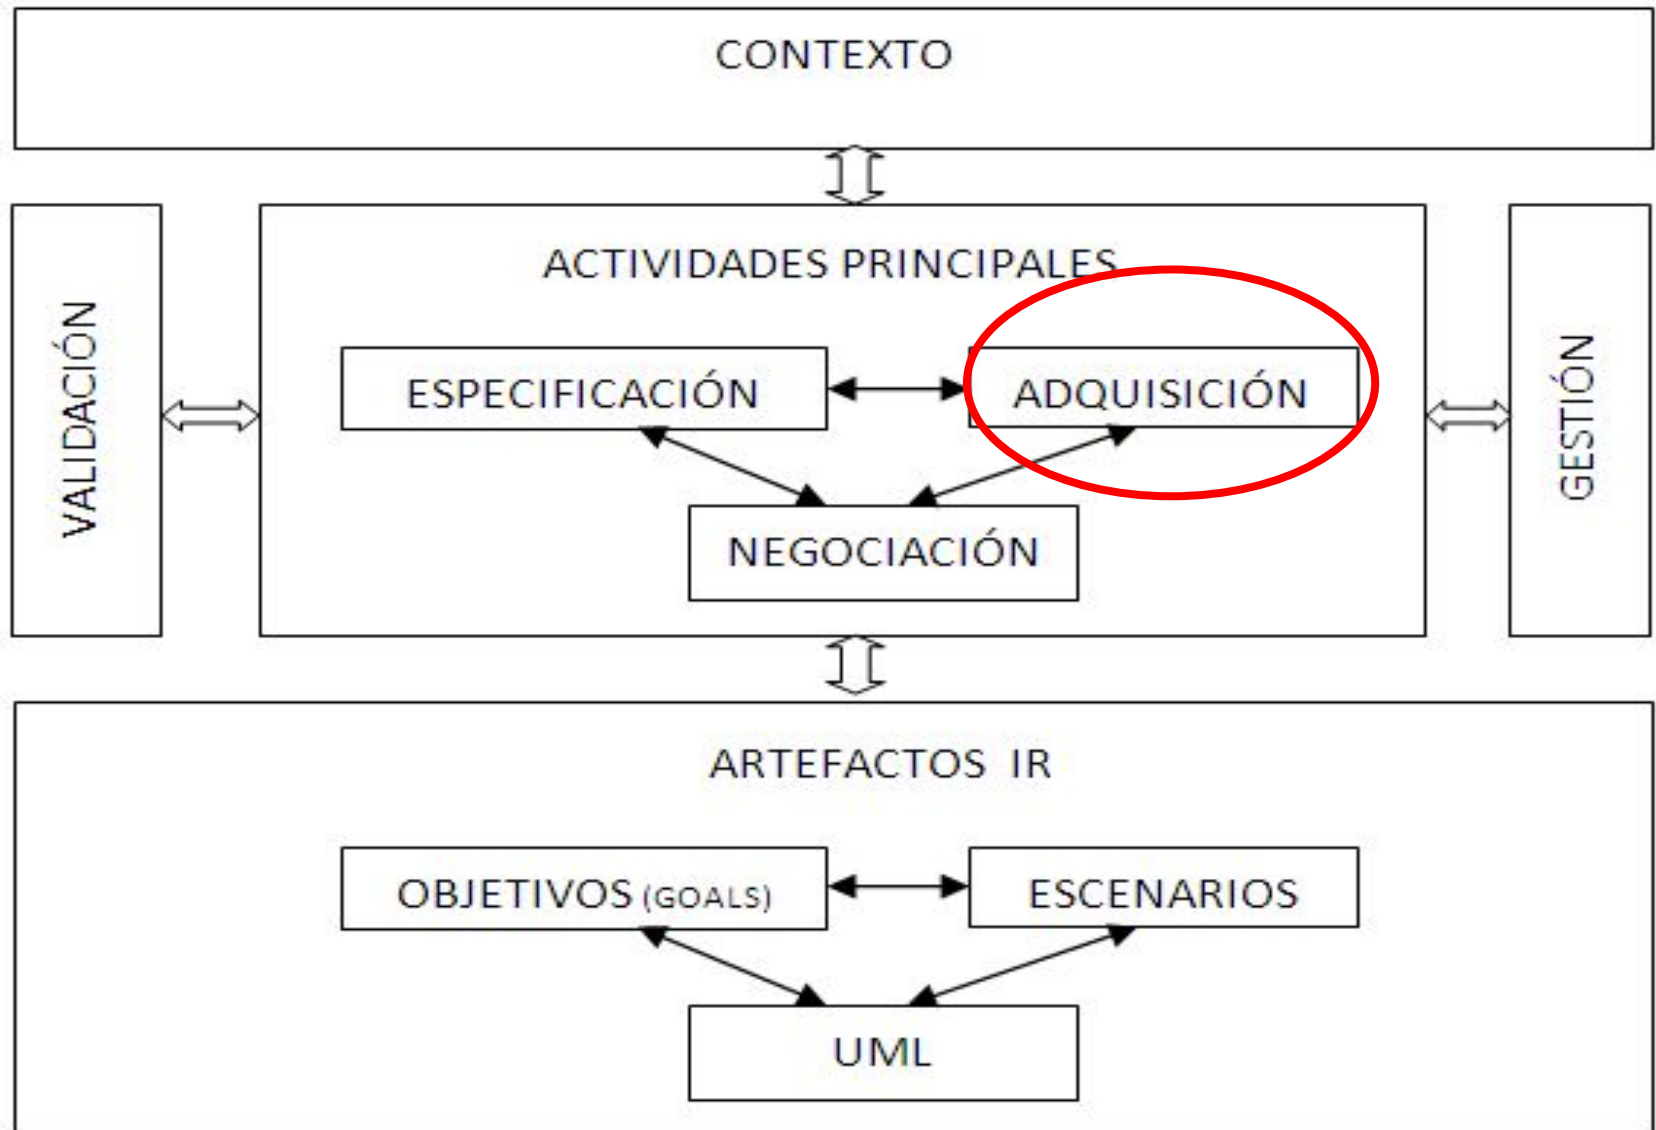 CONTEXTO
ACTIVIDADES PRINCIPALES
VALIDACIÓN
ESPECIFICACIÓN
ADQUISICIÓN
GESTIÓN
NEGOCIACIÓN
ARTEFACTOS IR
OBJETIVOS (GOALS)
ESCENARIOS
UML